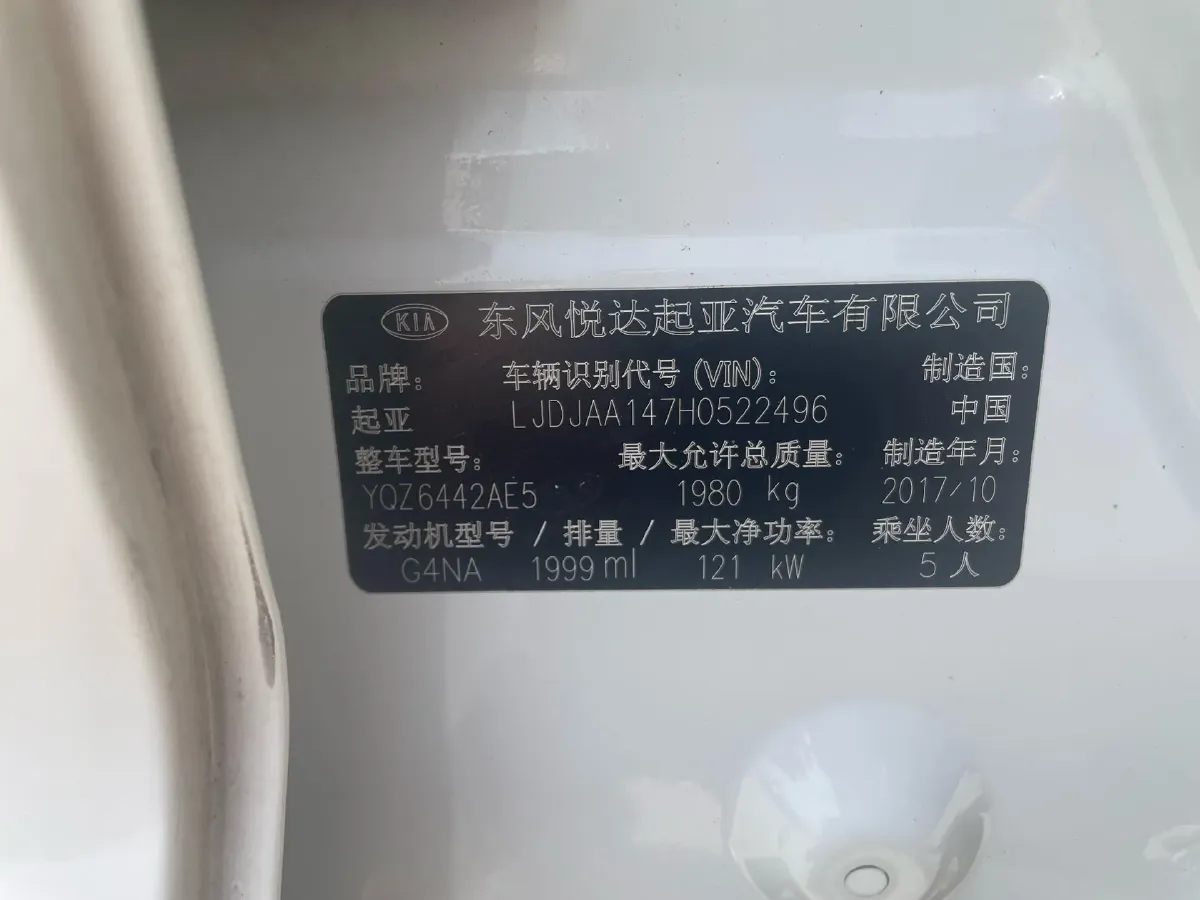 KIA 东风悦达起亚汽车有限公司
品牌： 车辆识别代号 (VIN)： 制造国：
起亚 LJDJAA147H0522496 中国
整车型号： 最大允许总质量： 制造年月：
YQZ6442AE5 1980 kg 2017/10
发动机型号 / 排量 / 最大净功率： 乘坐人数：
G4NA 1999 ml 121 kW 5 人